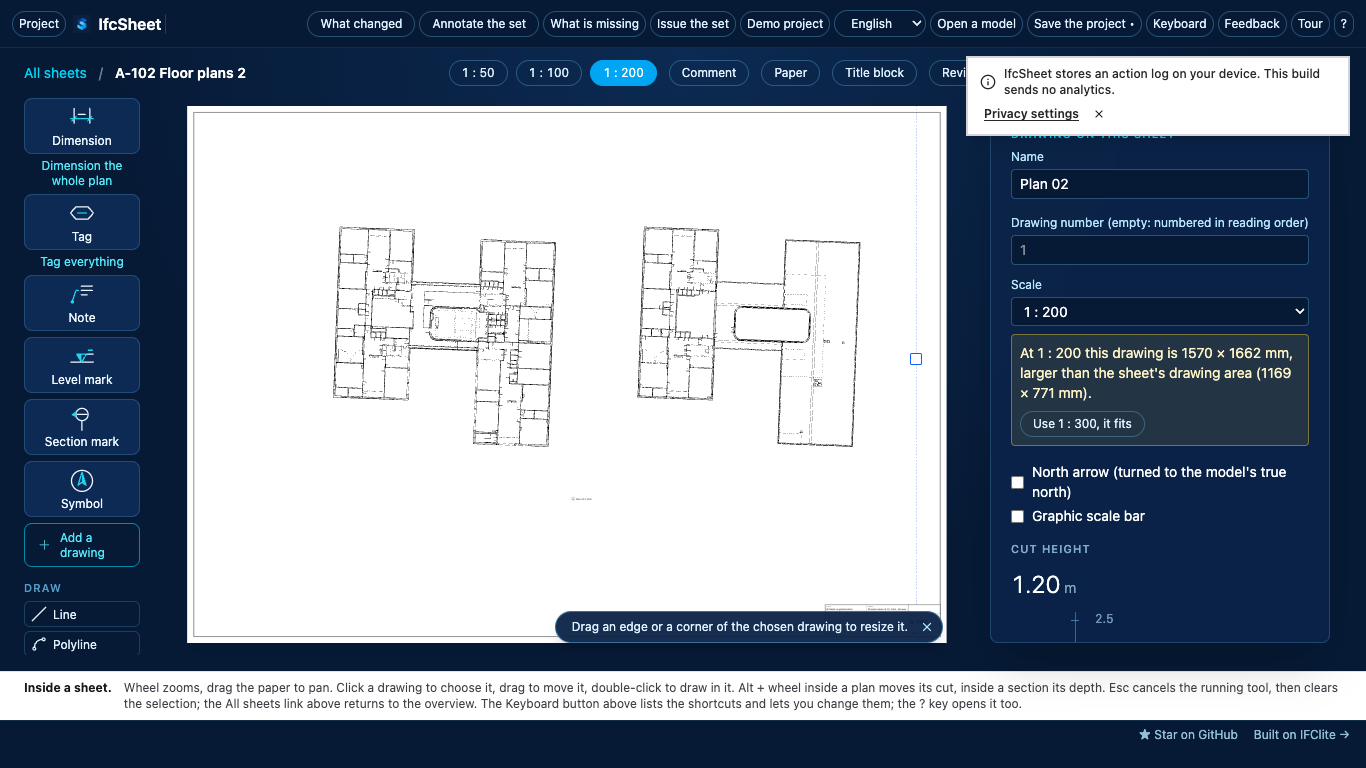 Project
IfcSheet
What changed
Annotate the set
What is missing
Issue the set
Demo project
English
Open a model
Save the project •
Keyboard
Feedback
Tour
?
All sheets / A-102 Floor plans 2
1 : 50
1 : 100
1 : 200
Comment
Paper
Title block
IfcSheet stores an action log on your device. This build
sends no analytics.
Privacy settings ×
Dimension
Dimension the
whole plan
Tag
Tag everything
Note
Level mark
Section mark
Symbol
+ Add a
drawing
DRAW
Line
Polyline
DRAWING ON THIS SHEET
Name
Plan 02
Drawing number (empty: numbered in reading order)
1
Scale
1 : 200
At 1 : 200 this drawing is 1570 × 1662 mm,
larger than the sheet's drawing area (1169
× 771 mm).
Use 1 : 300, it fits
North arrow (turned to the model's true
north)
Graphic scale bar
CUT HEIGHT
1.20 m
2.5
Drag an edge or a corner of the chosen drawing to resize it. ×
Inside a sheet. Wheel zooms, drag the paper to pan. Click a drawing to choose it, drag to move it, double-click to draw in it. Alt + wheel inside a plan moves its cut, inside a section its depth. Esc cancels the running tool, then clears
the selection; the All sheets link above returns to the overview. The Keyboard button above lists the shortcuts and lets you change them; the ? key opens it too.
★ Star on GitHub
Built on IFClite →